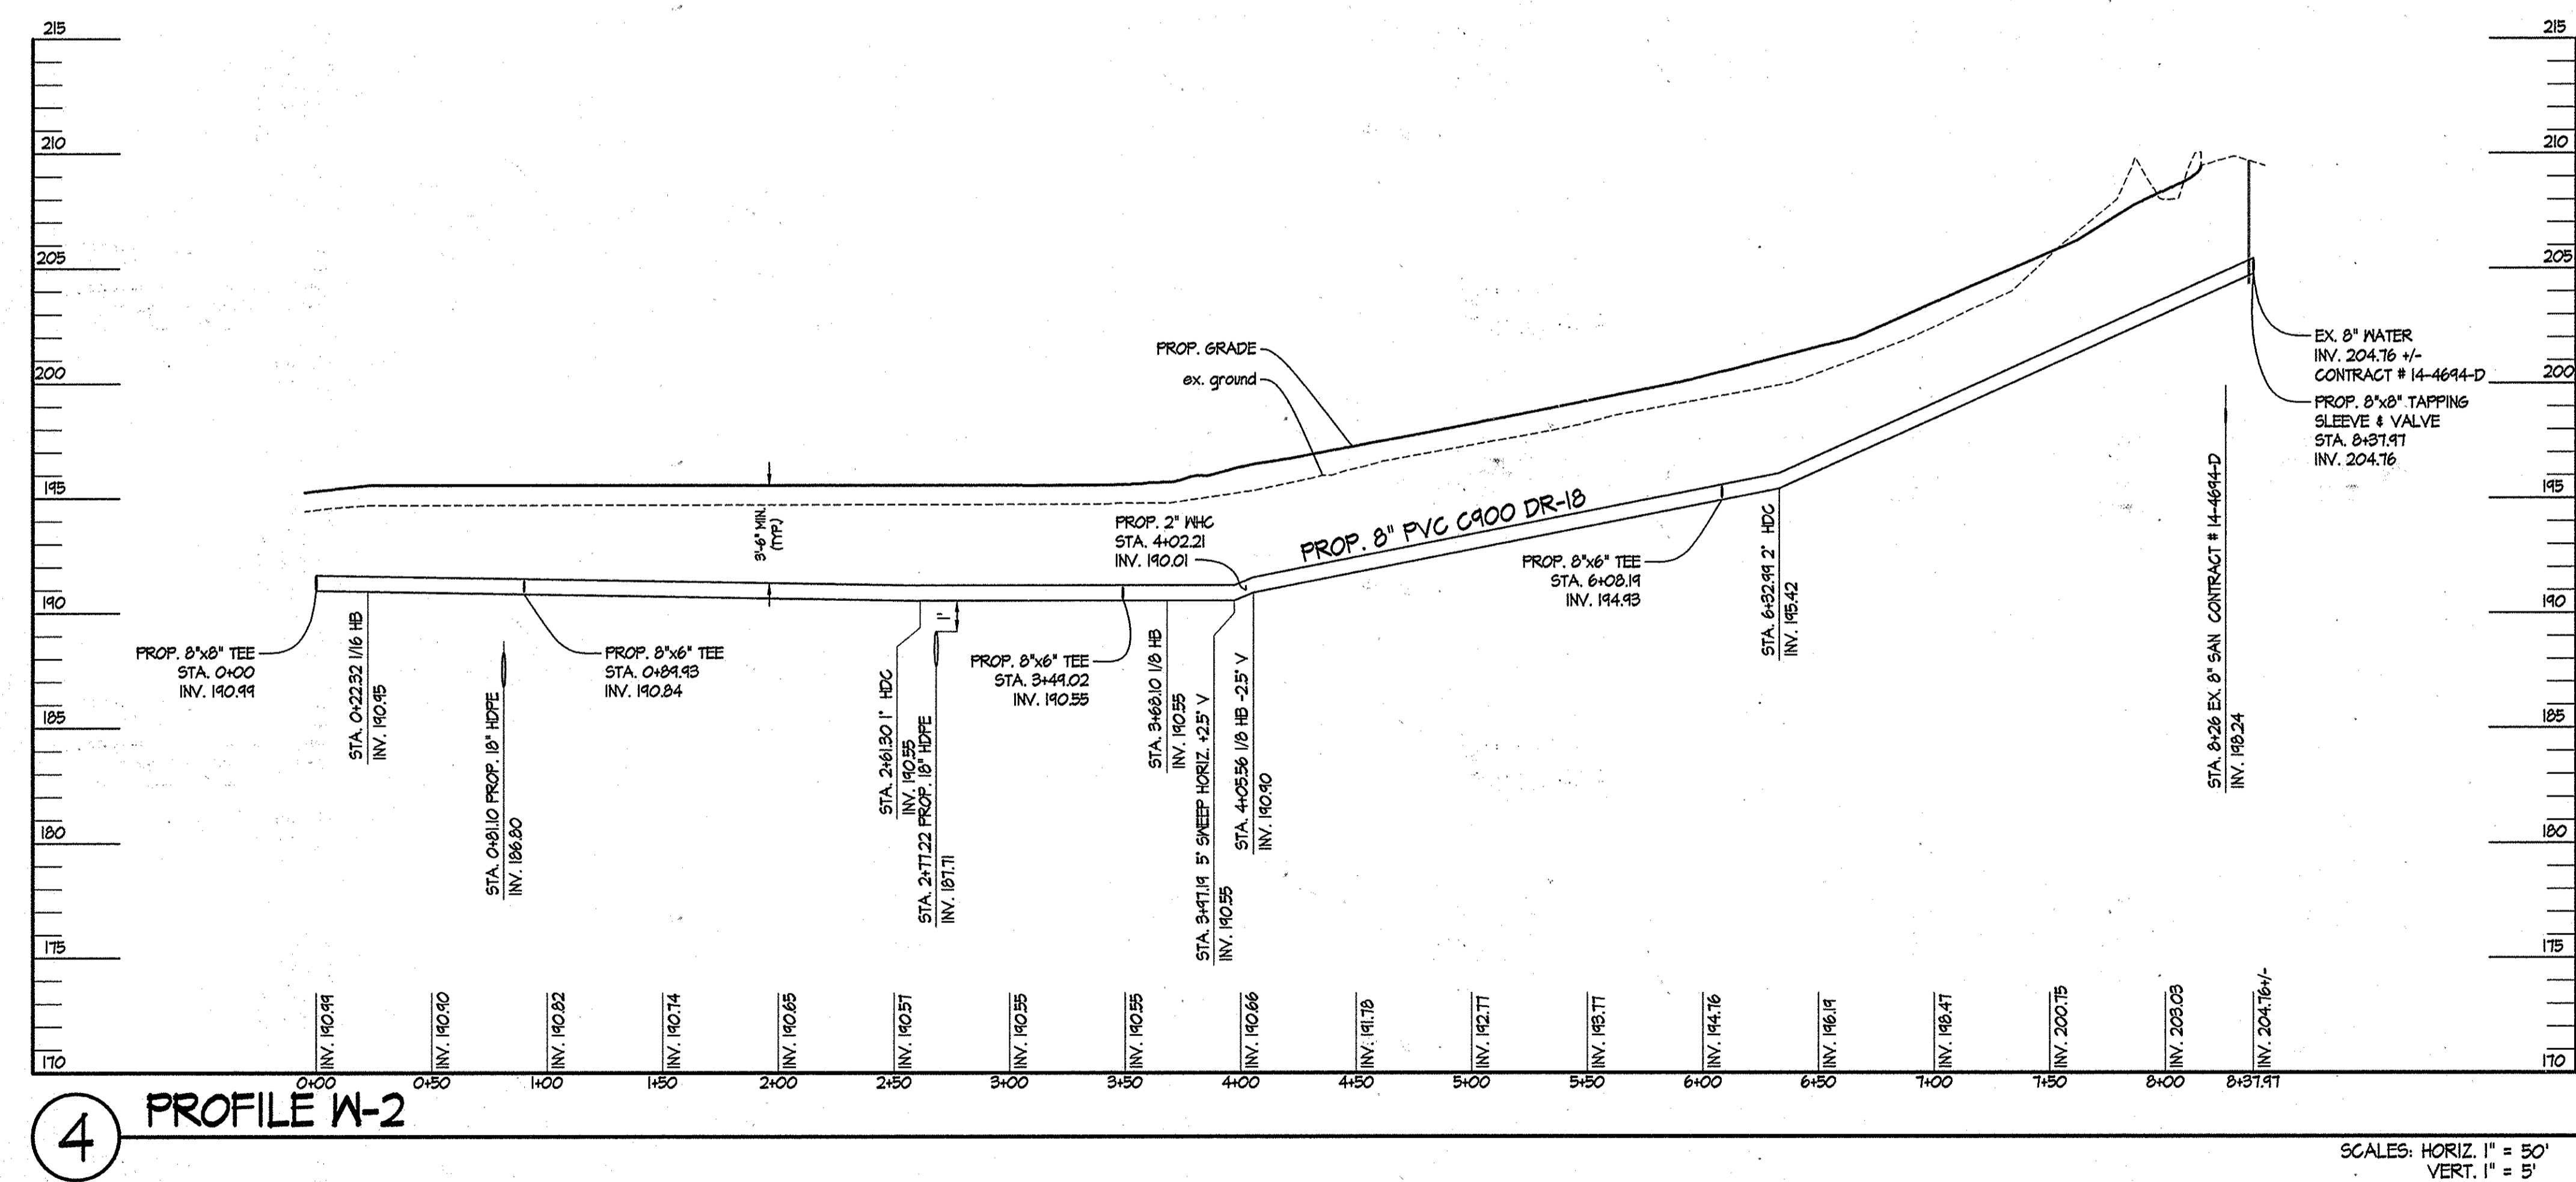 215
210
205
200
195
190
185
180
175
170
215
210
205
200
195
190
185
180
175
170
PROP. GRADE
ex. ground
3'-6" MIN.
(TYP.)
PROP. 2" WHC
STA. 4+02.21
INV. 190.01
PROP. 8" PVC C900 DR-18
PROP. 8"x8" TEE
STA. 0+00
INV. 190.99
STA. 0+22.32 1/16 HB
INV. 190.95
STA. 0+81.10 PROP. 18" HDPE
INV. 186.80
PROP. 8"x6" TEE
STA. 0+89.93
INV. 190.84
STA. 2+61.30 1° HDC
INV. 190.55
1'
STA. 2+77.22 PROP. 18" HDPE
INV. 187.71
PROP. 8"x6" TEE
STA. 3+49.02
INV. 190.55
STA. 3+68.10 1/8 HB
INV. 190.55
STA. 3+97.19 5° SWEEP HORIZ. +2.5° V
INV. 190.55
STA. 4+05.56 1/8 HB -2.5° V
INV. 190.90
PROP. 8"x6" TEE
STA. 6+08.19
INV. 194.93
STA. 6+32.99 2° HDC
INV. 195.42
EX. 8" WATER
INV. 204.76 +/-
CONTRACT # 14-4694-D
PROP. 8"x8" TAPPING
SLEEVE & VALVE
STA. 8+37.97
INV. 204.76
STA. 8+26 EX. 8" SAN CONTRACT # 14-4694-D
INV. 198.24
INV. 190.99
INV. 190.90
INV. 190.82
INV. 190.74
INV. 190.65
INV. 190.57
INV. 190.55
INV. 190.55
INV. 190.66
INV. 191.78
INV. 192.77
INV. 193.77
INV. 194.76
INV. 196.19
INV. 198.47
INV. 200.75
INV. 203.03
INV. 204.76+/-
0+00 0+50 1+00 1+50 2+00 2+50 3+00 3+50 4+00 4+50 5+00 5+50 6+00 6+50 7+00 7+50 8+00 8+37.97
4 PROFILE W-2
SCALES: HORIZ. 1" = 50'
VERT. 1" = 5'